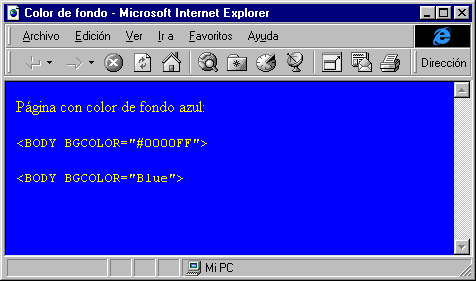 Color de fondo - Microsoft Internet Explorer
Archivo Edición Ver Ir a Favoritos Ayuda
Dirección
Página con color de fondo azul:
<BODY BGCOLOR="#0000FF">
<BODY BGCOLOR="Blue">
Mi PC